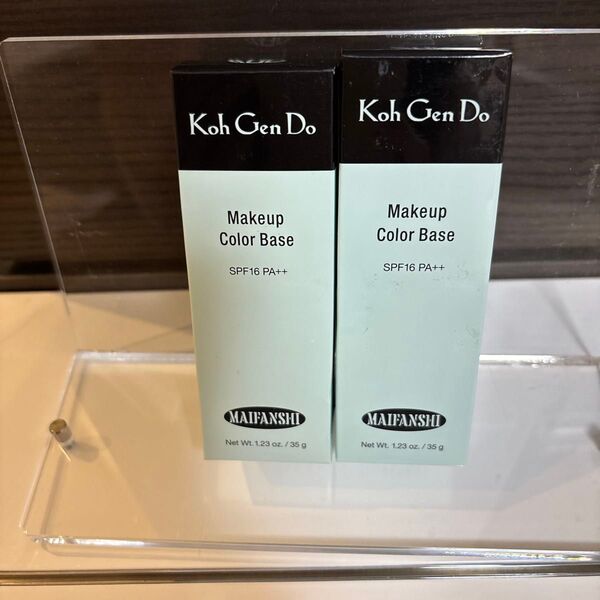 Koh Gen Do
Makeup
Color Base
SPF16 PA++
MAIFANSHI
Net Wt. 1.23 oz. / 35 g
Koh Gen Do
Makeup
Color Base
SPF16 PA++
MAIFANSHI
Net Wt. 1.23 oz. / 35 g